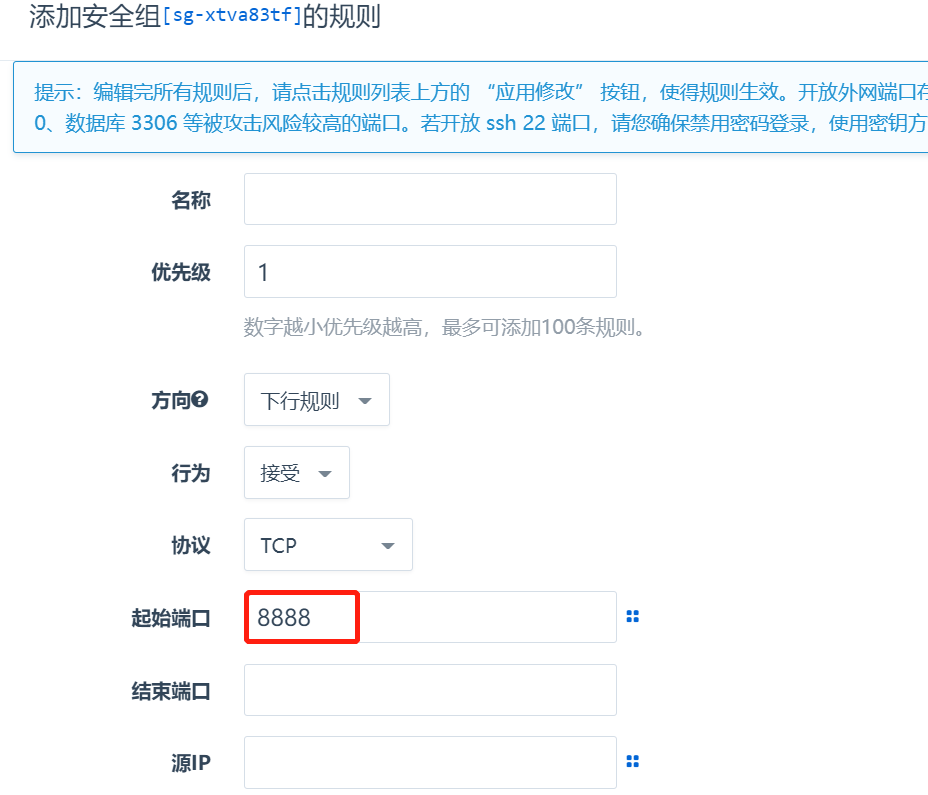 添加安全组[sg-xtva83tf]的规则
提示：编辑完所有规则后，请点击规则列表上方的 “应用修改” 按钮，使得规则生效。开放外网端口存
0、数据库 3306 等被攻击风险较高的端口。若开放 ssh 22 端口，请您确保禁用密码登录，使用密钥方
名称
优先级 1
数字越小优先级越高，最多可添加100条规则。
方向 下行规则
行为 接受
协议 TCP
起始端口 8888
结束端口
源IP